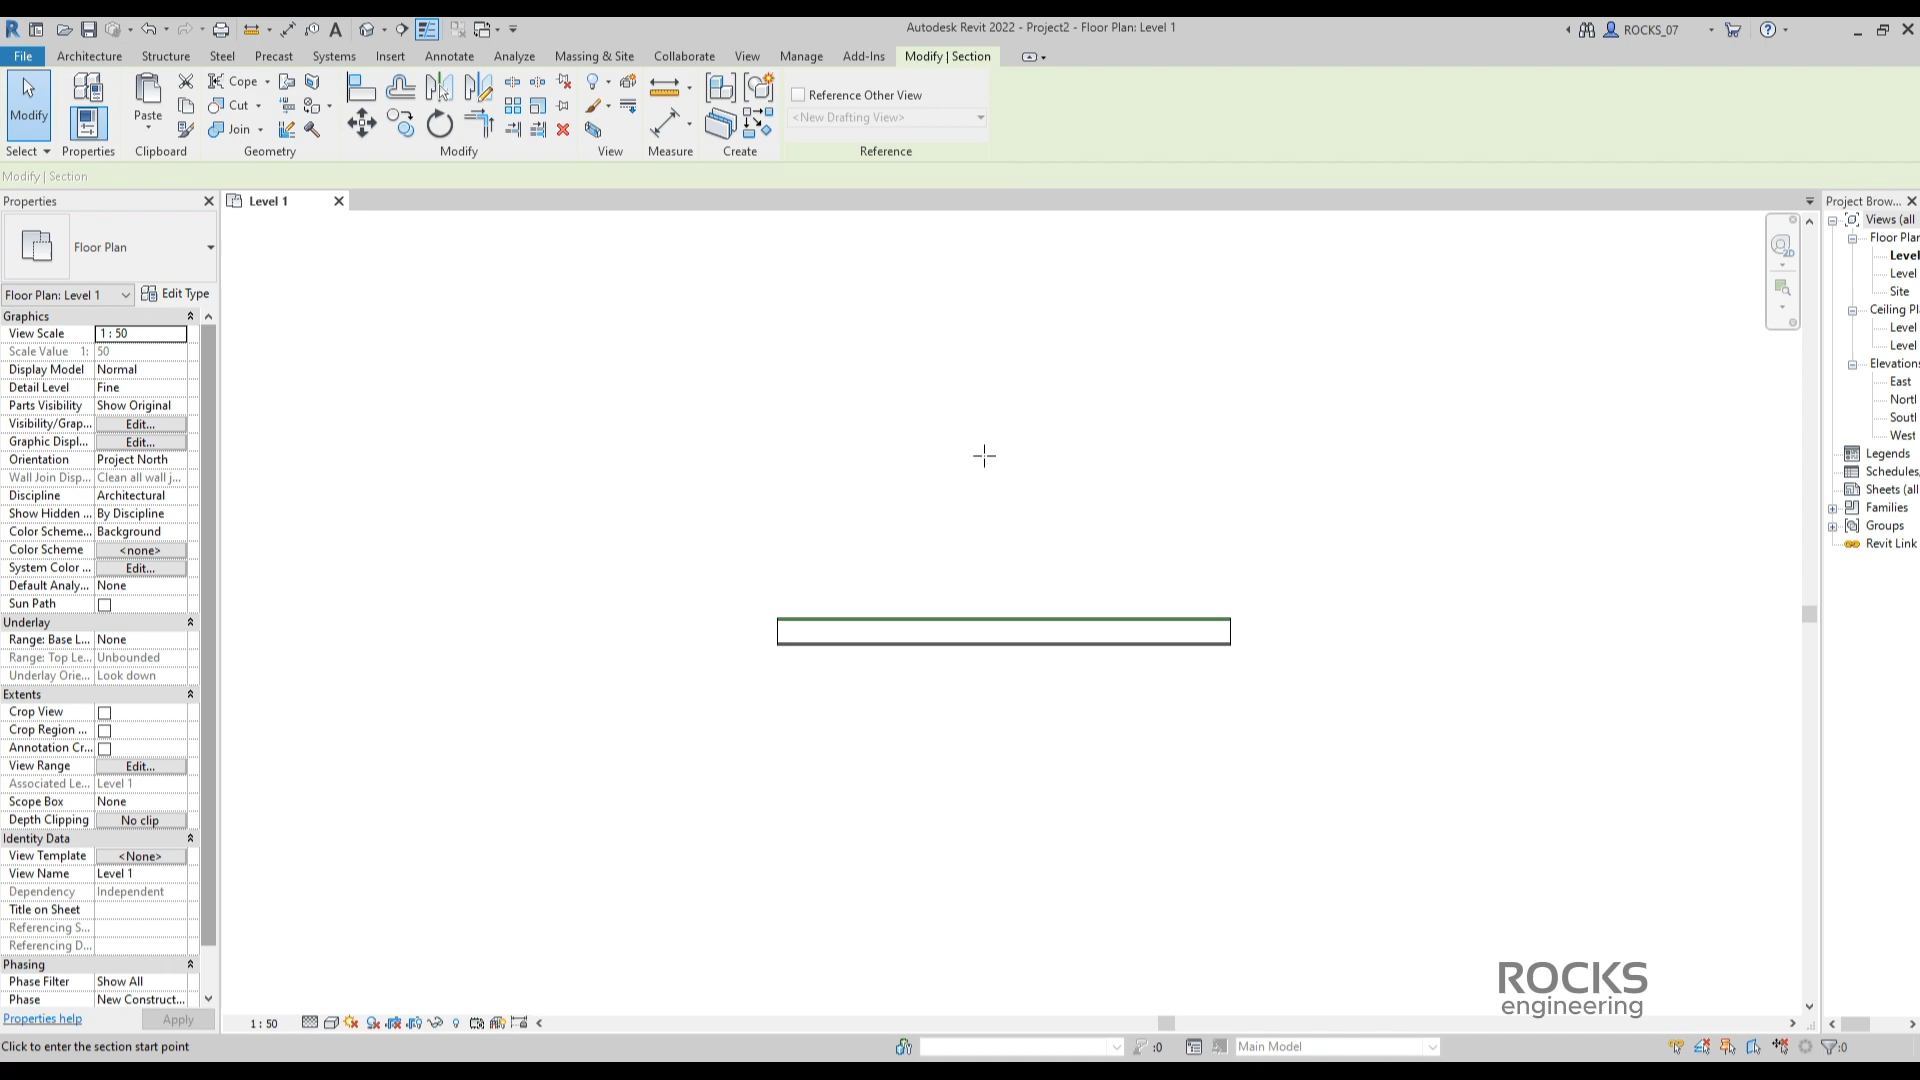 Autodesk Revit 2022 - Project2 - Floor Plan: Level 1
ROCKS_07
File Architecture Structure Steel Precast Systems Insert Annotate Analyze Massing & Site Collaborate View Manage Add-Ins Modify | Section
Modify
Paste
Cope
Cut
Join
Reference Other View
<New Drafting View>
Select Properties Clipboard Geometry Modify View Measure Create Reference
Modify | Section
Properties
Floor Plan
Floor Plan: Level 1 Edit Type
Graphics
View Scale 1 : 50
Scale Value 1: 50
Display Model Normal
Detail Level Fine
Parts Visibility Show Original
Visibility/Grap... Edit...
Graphic Displ... Edit...
Orientation Project North
Wall Join Disp... Clean all wall j...
Discipline Architectural
Show Hidden ... By Discipline
Color Scheme... Background
Color Scheme <none>
System Color ... Edit...
Default Analy... None
Sun Path
Underlay
Range: Base L... None
Range: Top Le... Unbounded
Underlay Orie... Look down
Extents
Crop View
Crop Region ...
Annotation Cr...
View Range Edit...
Associated Le... Level 1
Scope Box None
Depth Clipping No clip
Identity Data
View Template <None>
View Name Level 1
Dependency Independent
Title on Sheet
Referencing S...
Referencing D...
Phasing
Phase Filter Show All
Phase New Construct...
Properties help Apply
Level 1
2D
Project Brow...
Views (all
Floor Plan
Level
Level
Site
Ceiling Pl
Level
Level
Elevations
East
North
South
West
Legends
Schedules,
Sheets (all
Families
Groups
Revit Link
ROCKS
engineering
1 : 50
Click to enter the section start point
:0
Main Model
:0